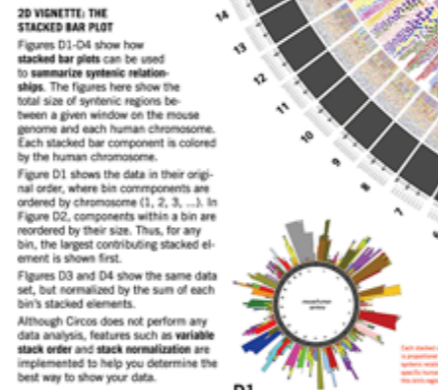 2D VIGNETTE: THE
STACKED BAR PLOT
Figures D1-D4 show how
stacked bar plots can be used
to summarize syntenic relation-
ships. The figures here show the
total size of syntenic regions be-
tween a given window on the mouse
genome and each human chromosome.
Each stacked bar component is colored
by the human chromosome.
Figure D1 shows the data in their origi-
nal order, where bin commponents are
ordered by chromosome (1, 2, 3, ...). In
Figure D2, components within a bin are
reordered by their size. Thus, for any
bin, the largest contributing stacked el-
ement is shown first.
Figures D3 and D4 show the same data
set, but normalized by the sum of each
bin's stacked elements.
Although Circos does not perform any
data analysis, features such as variable
stack order and stack normalization are
implemented to help you determine the
best way to show your data.
14
13
12
11
10
9
8
7
6
D1